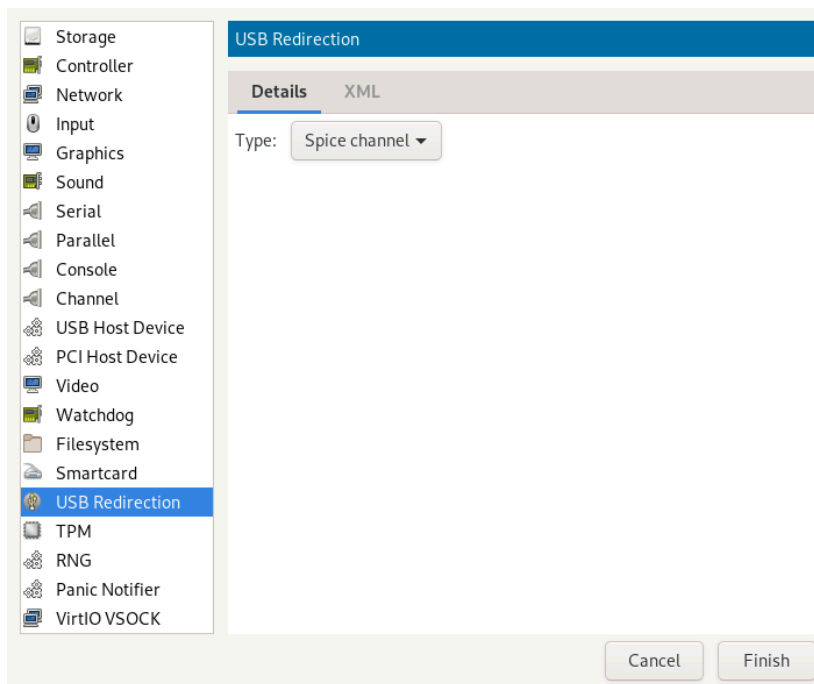 Storage
Controller
Network
Input
Graphics
Sound
Serial
Parallel
Console
Channel
USB Host Device
PCI Host Device
Video
Watchdog
Filesystem
Smartcard
USB Redirection
TPM
RNG
Panic Notifier
VirtIO VSOCK
USB Redirection
Details XML
Type: Spice channel
Cancel Finish